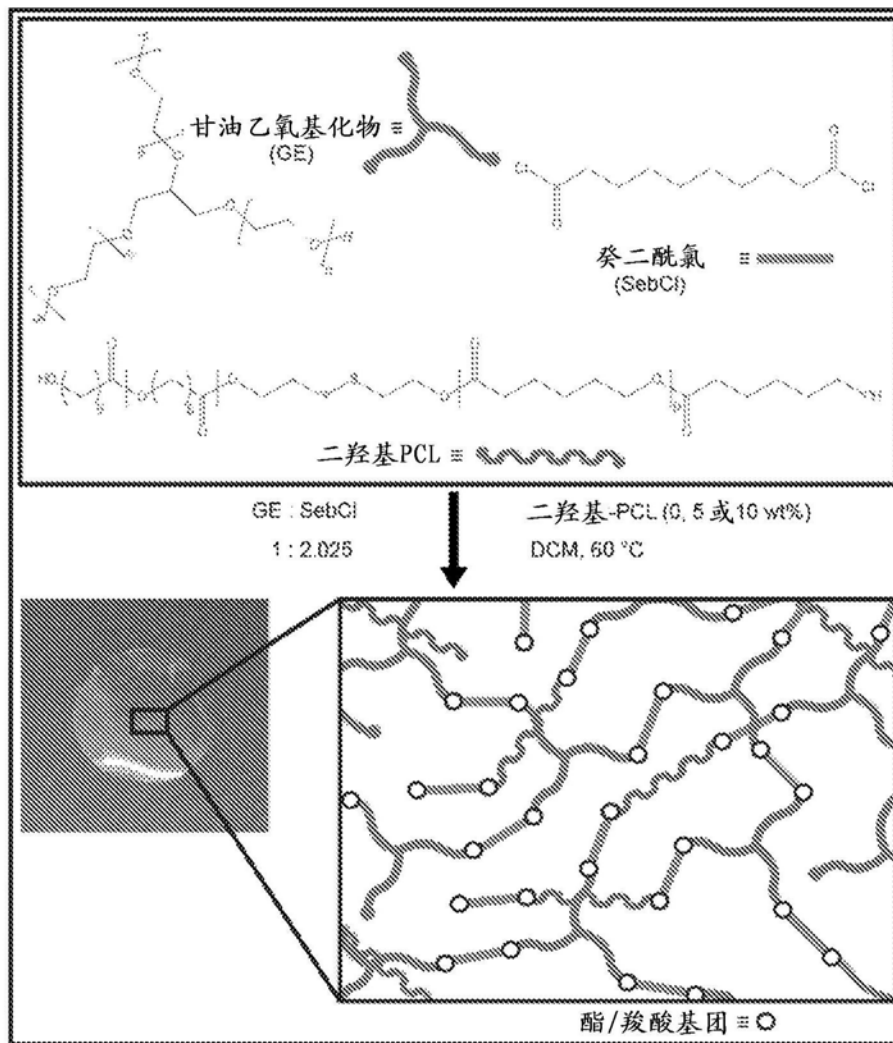 甘油乙氧基化物 ≡
(GE)
癸二酰氯 ≡
(SebCl)
二羟基PCL ≡
GE : SebCl
1 : 2.025
二羟基-PCL (0, 5 或10 wt%)
DCM, 60 °C
酯/羧酸基团 ≡